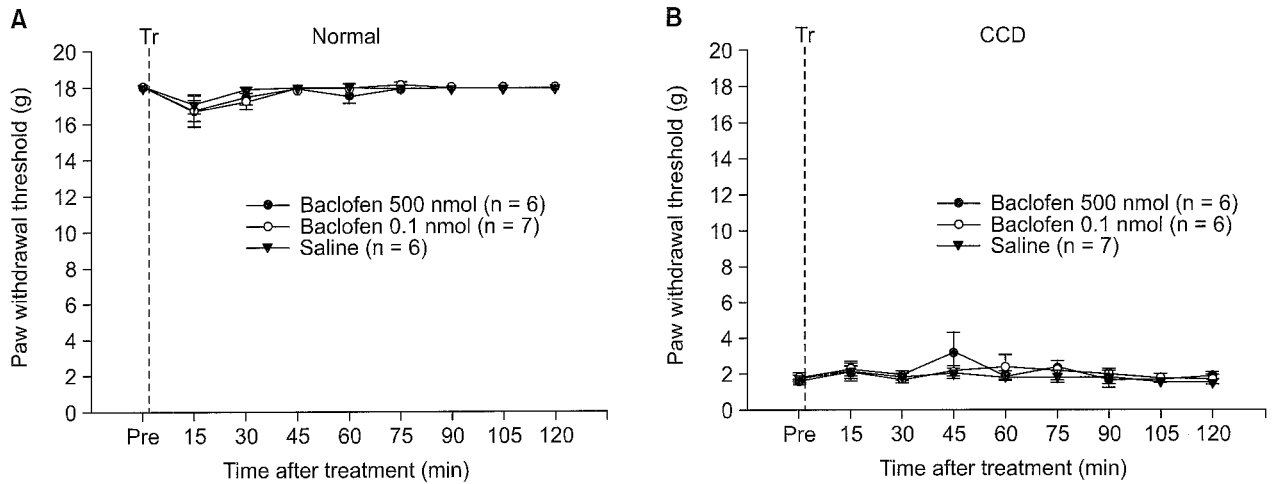 A
Tr
Normal
Paw withdrawal threshold (g)
20
18
16
14
12
10
8
6
4
2
0
Baclofen 500 nmol (n = 6)
Baclofen 0.1 nmol (n = 7)
Saline (n = 6)
Pre 15 30 45 60 75 90 105 120
Time after treatment (min)
B
Tr
CCD
Paw withdrawal threshold (g)
20
18
16
14
12
10
8
6
4
2
0
Baclofen 500 nmol (n = 6)
Baclofen 0.1 nmol (n = 6)
Saline (n = 7)
Pre 15 30 45 60 75 90 105 120
Time after treatment (min)